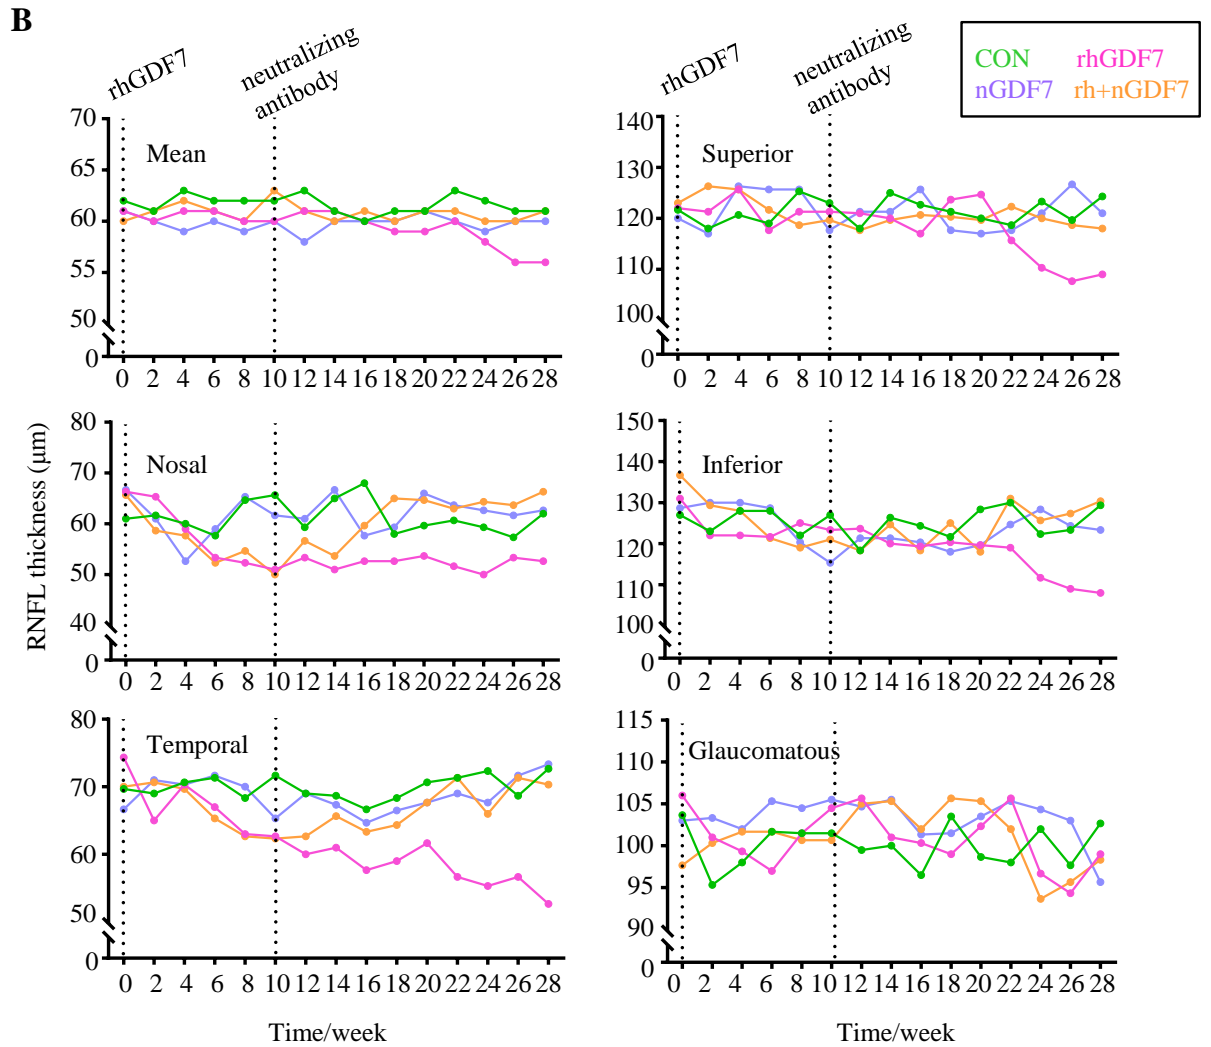 B
rhGDF7
neutralizing
antibody
rhGDF7
neutralizing
antibody
CON rhGDF7
nGDF7 rh+nGDF7
RNFL thickness (μm)
Mean
70
65
60
55
50
0
0 2 4 6 8 10 12 14 16 18 20 22 24 26 28
Superior
140
130
120
110
100
0
0 2 4 6 8 10 12 14 16 18 20 22 24 26 28
Nosal
80
70
60
50
40
0
0 2 4 6 8 10 12 14 16 18 20 22 24 26 28
Inferior
150
140
130
120
110
100
0
0 2 4 6 8 10 12 14 16 18 20 22 24 26 28
Temporal
80
70
60
50
0
0 2 4 6 8 10 12 14 16 18 20 22 24 26 28
Glaucomatous
115
110
105
100
95
90
0
0 2 4 6 8 10 12 14 16 18 20 22 24 26 28
Time/week
Time/week